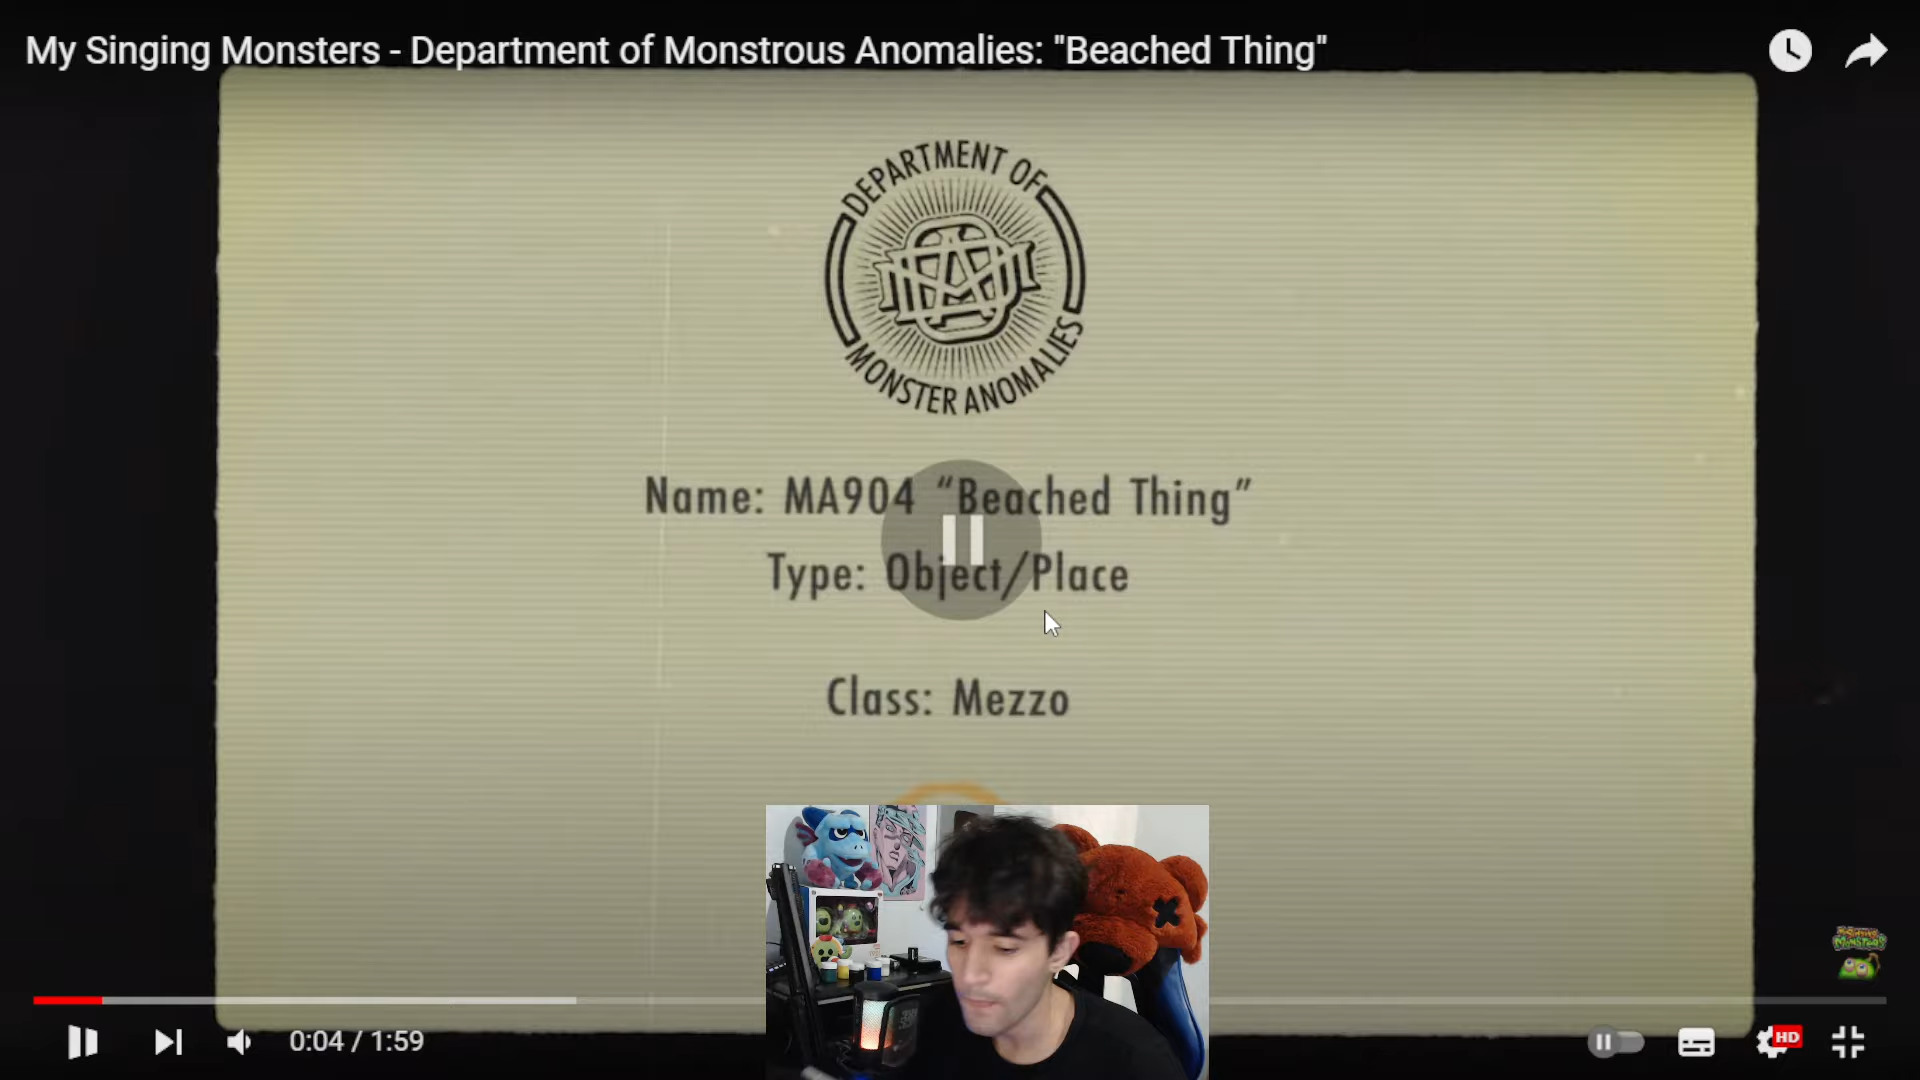 My Singing Monsters - Department of Monstrous Anomalies: "Beached Thing"
DEPARTMENT OF
DMA
MONSTER ANOMALIES
Name: MA904 “Beached Thing”
Type: Object/Place
Class: Mezzo
0:04 / 1:59
HD